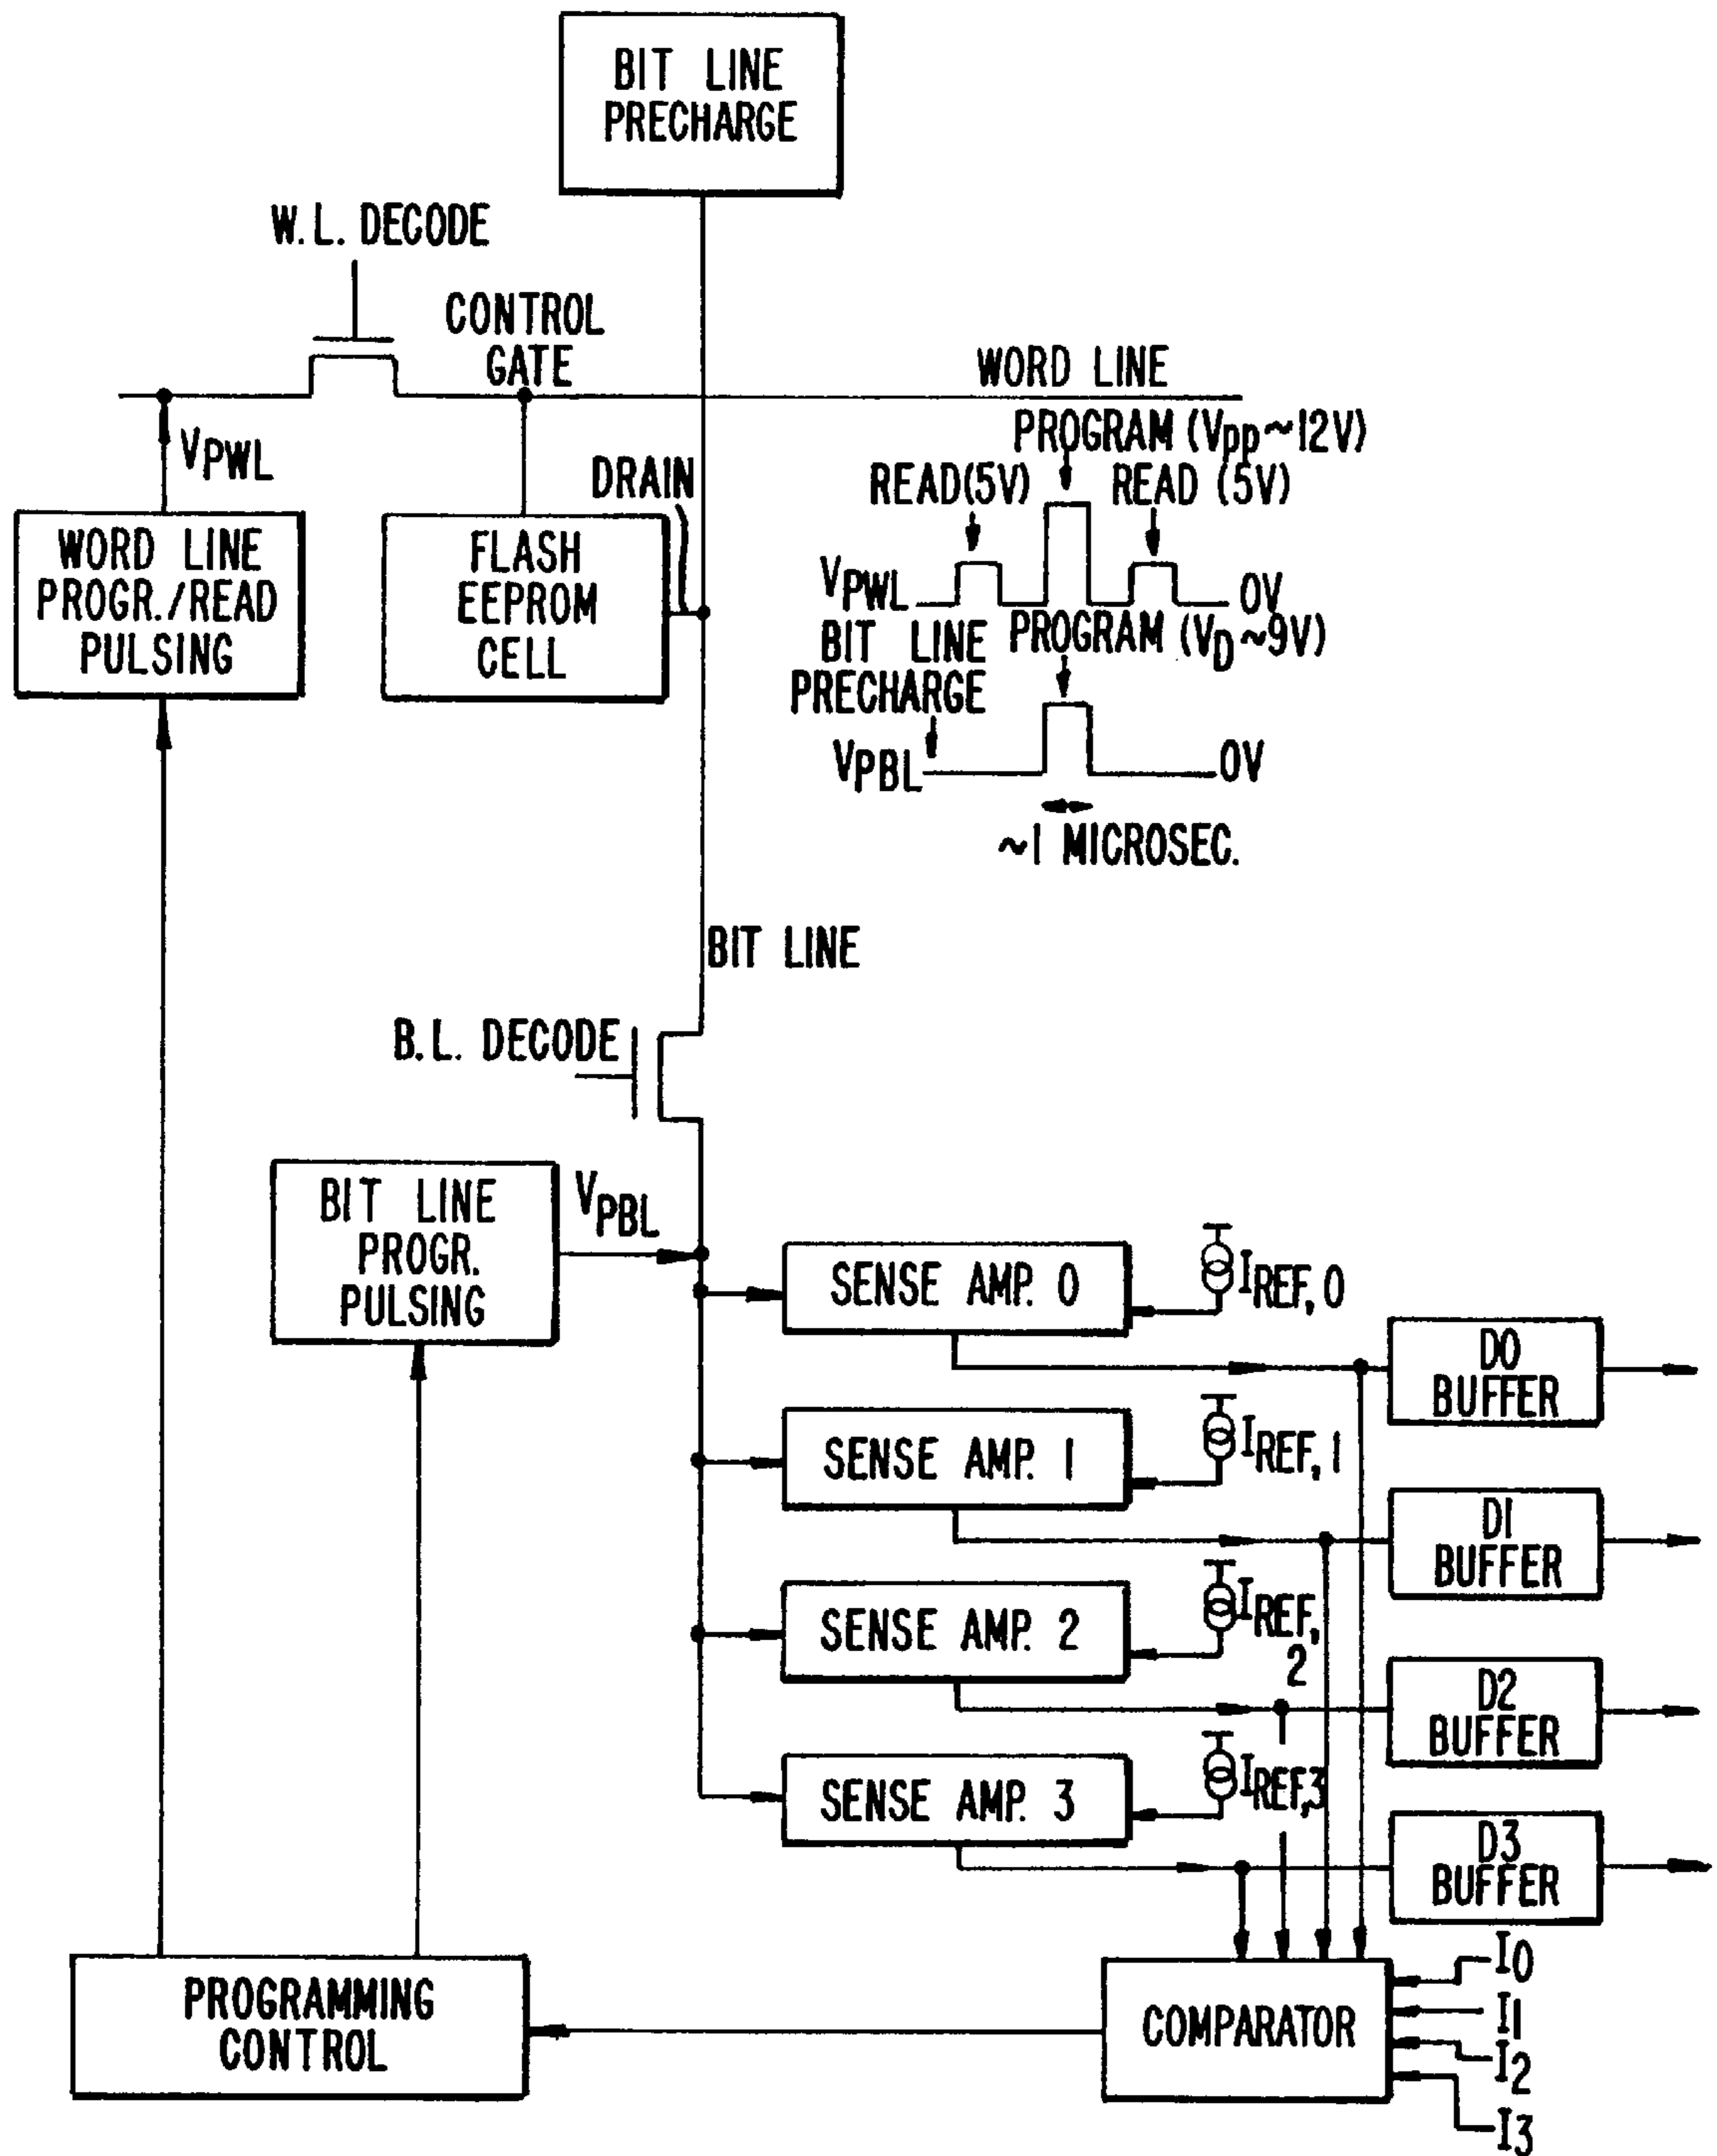 BIT LINE
PRECHARGE
W.L. DECODE
CONTROL
GATE
WORD LINE
PROGRAM (Vpp~12V)
READ(5V)
READ (5V)
VPWL
DRAIN
WORD LINE
PROGR./READ
PULSING
FLASH
EEPROM
CELL
VPWL
0V
BIT LINE
PRECHARGE
PROGRAM (VD~9V)
VPBL
0V
~1 MICROSEC.
BIT LINE
B.L. DECODE
BIT LINE
PROGR.
PULSING
VPBL
SENSE AMP. 0
IREF, 0
D0
BUFFER
SENSE AMP. 1
IREF, 1
D1
BUFFER
SENSE AMP. 2
IREF,
2
D2
BUFFER
SENSE AMP. 3
IREF,3
D3
BUFFER
PROGRAMMING
CONTROL
COMPARATOR
I0
I1
I2
I3